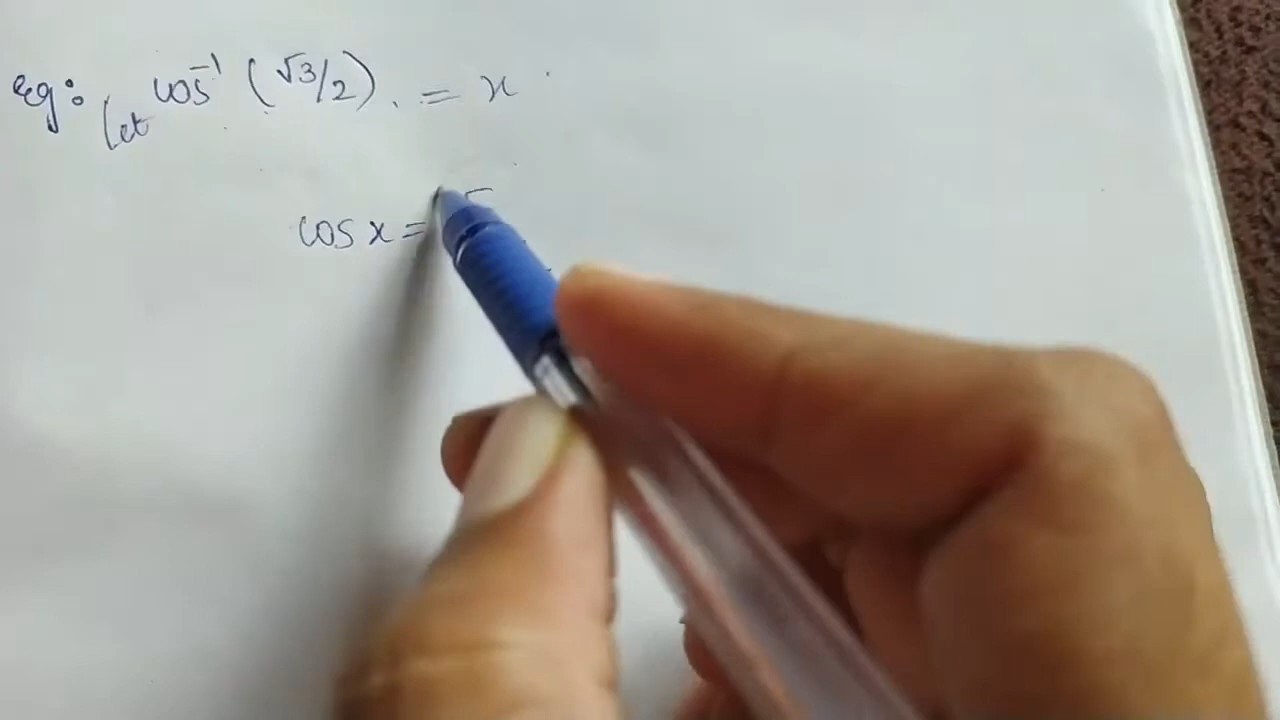 eg: let cos⁻¹ (√3/2). = x
cos x =